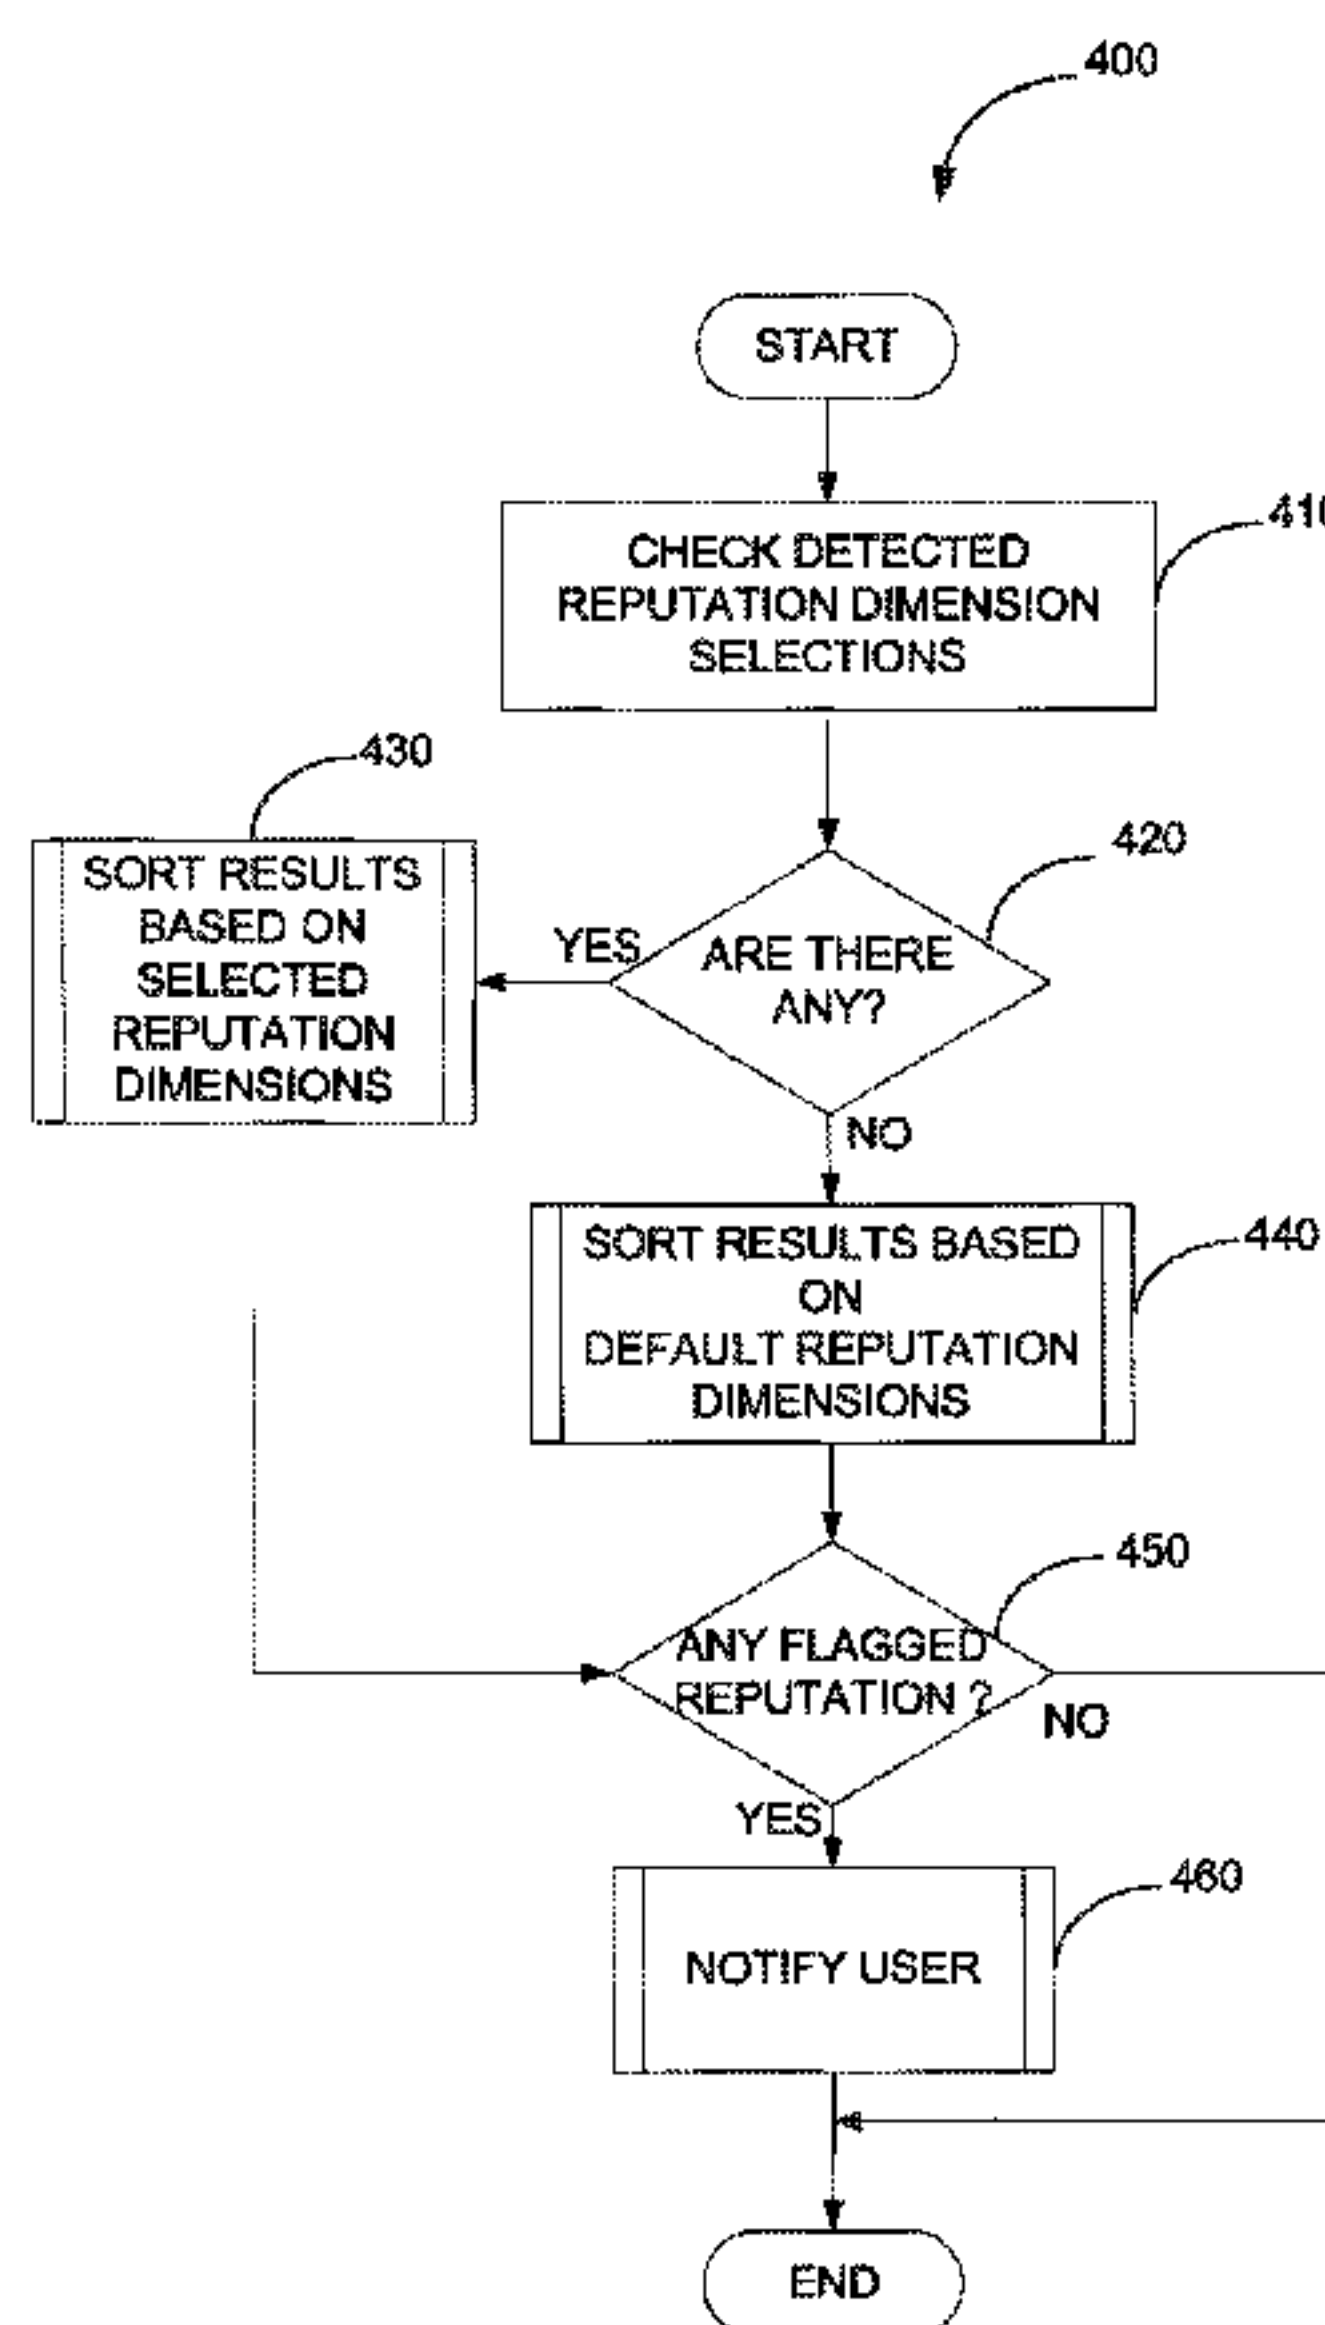 400
START
410
CHECK DETECTED
REPUTATION DIMENSION
SELECTIONS
430
420
SORT RESULTS
BASED ON
SELECTED
REPUTATION
DIMENSIONS
YES
ARE THERE
ANY?
NO
440
SORT RESULTS BASED
ON
DEFAULT REPUTATION
DIMENSIONS
450
ANY FLAGGED
REPUTATION ?
NO
YES
460
NOTIFY USER
END